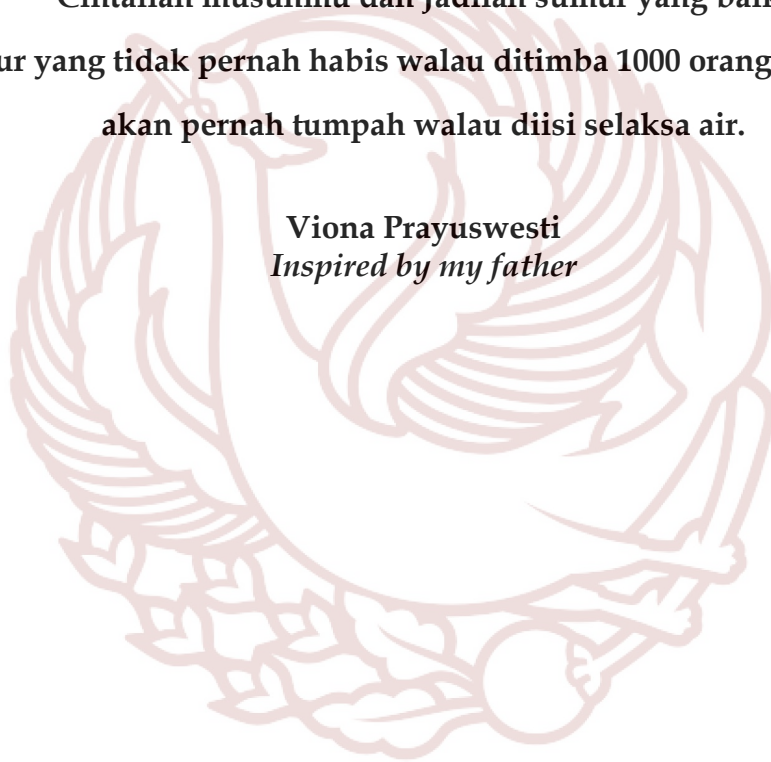 Cintailah musuhmu dan jadilah sumur yang baik
ur yang tidak pernah habis walau ditimba 1000 orang
akan pernah tumpah walau diisi selaksa air.
Viona Prayuswesti
Inspired by my father